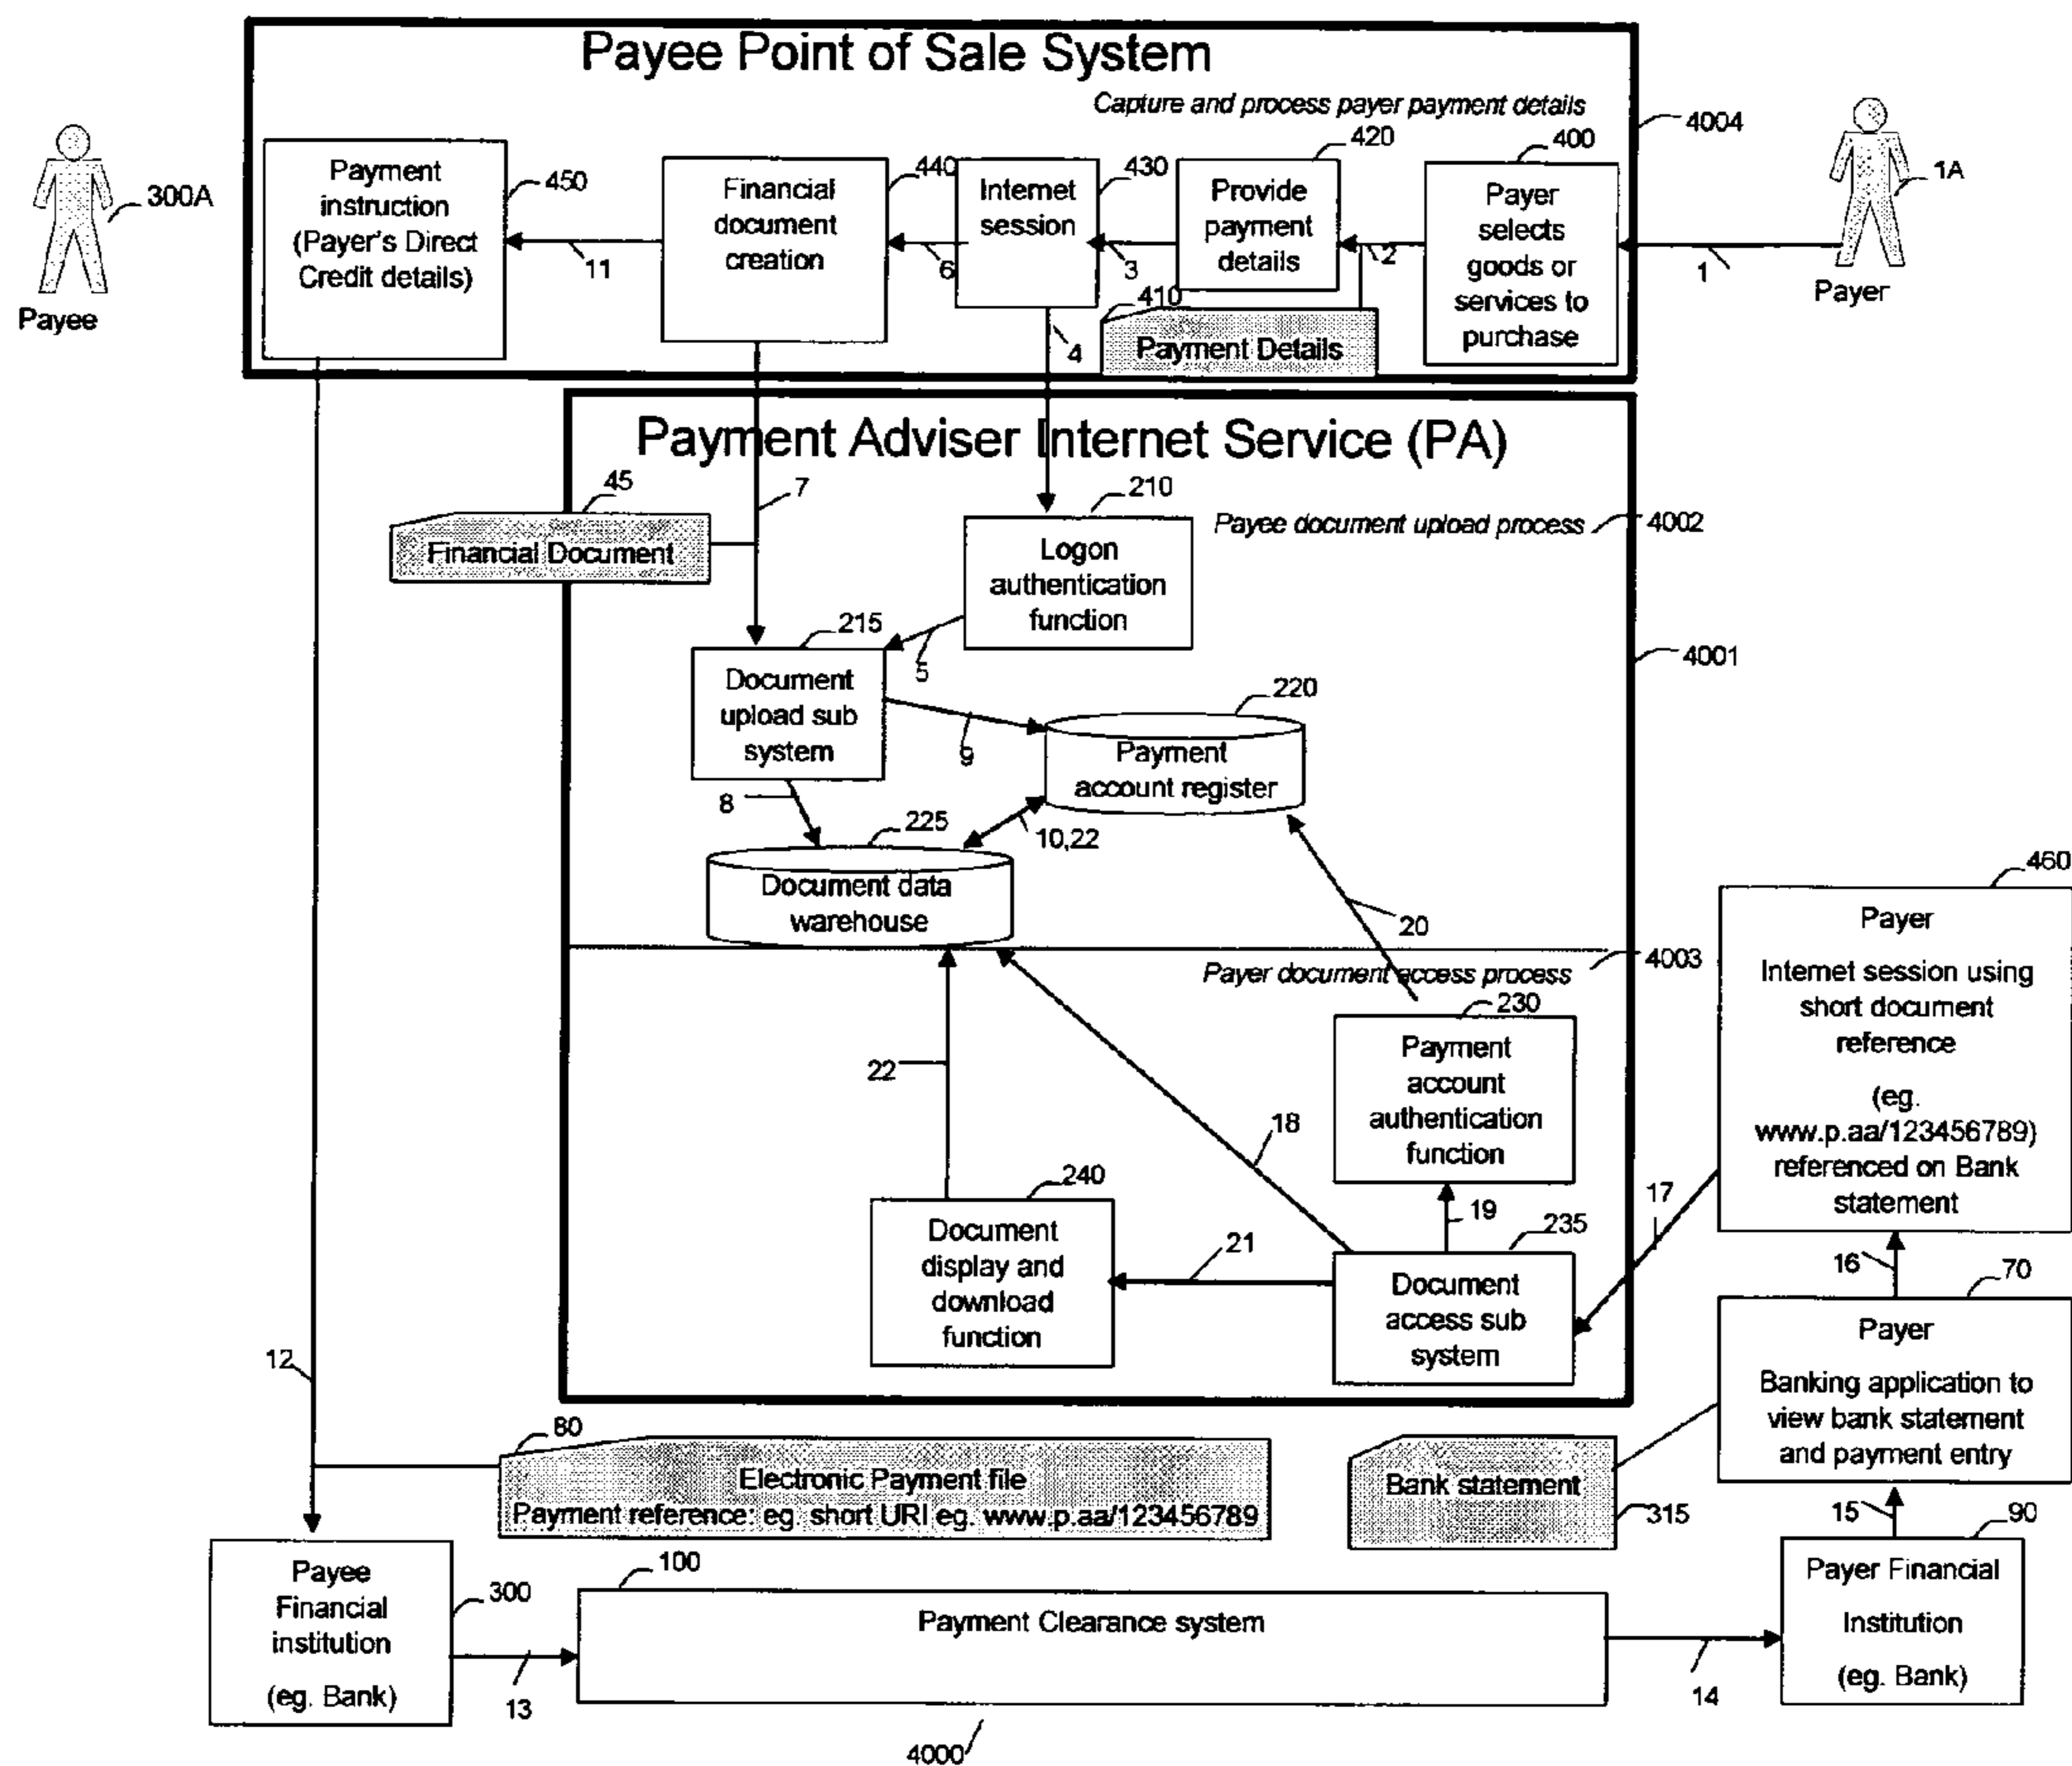 Payee Point of Sale System
Capture and process payer payment details
4004
300A
Payee
Payment
instruction
(Payer's Direct
Credit details)
450
11
Financial
document
creation
440
6
Internet
session
430
3
4
Provide
payment
details
420
2
410
Payment Details
Payer
selects
goods or
services to
purchase
400
1
1A
Payer
Payment Adviser Internet Service (PA)
45
Financial Document
7
210
Payee document upload process
4002
Logon
authentication
function
4001
215
5
Document
upload sub
system
9
220
Payment
account register
8
225
10,22
Document data
warehouse
20
Payer document access process
4003
230
Payment
account
authentication
function
22
18
19
240
Document
display and
download
function
21
235
Document
access sub
system
17
460
Payer
Internet session using
short document
reference
(eg.
www.p.aa/123456789)
referenced on Bank
statement
16
70
Payer
Banking application to
view bank statement
and payment entry
12
80
Electronic Payment file
Payment reference: eg. short URI eg. www.p.aa/123456789
Bank statement
315
15
90
Payee
Financial
institution
(eg. Bank)
300
13
100
Payment Clearance system
14
Payer Financial
Institution
(eg. Bank)
4000